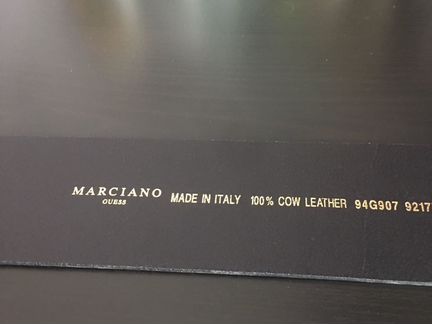 MARCIANO MADE IN ITALY 100% COW LEATHER 94G907 9217
GUESS